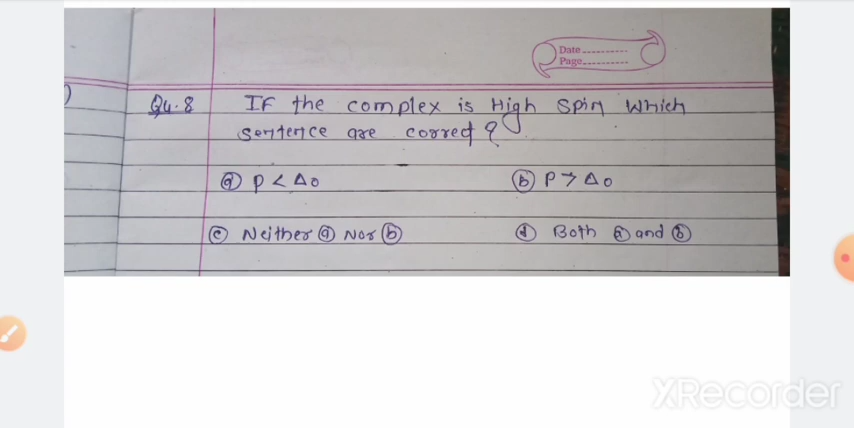 Date
Page
)
Qu.8 IF the complex is High spin which
sentence are correct ?
ⓐ P < Δo ⓑ P > Δo
ⓒ Neither ⓐ Nor ⓑ ⓓ Both ⓐ and ⓑ
XRecorder